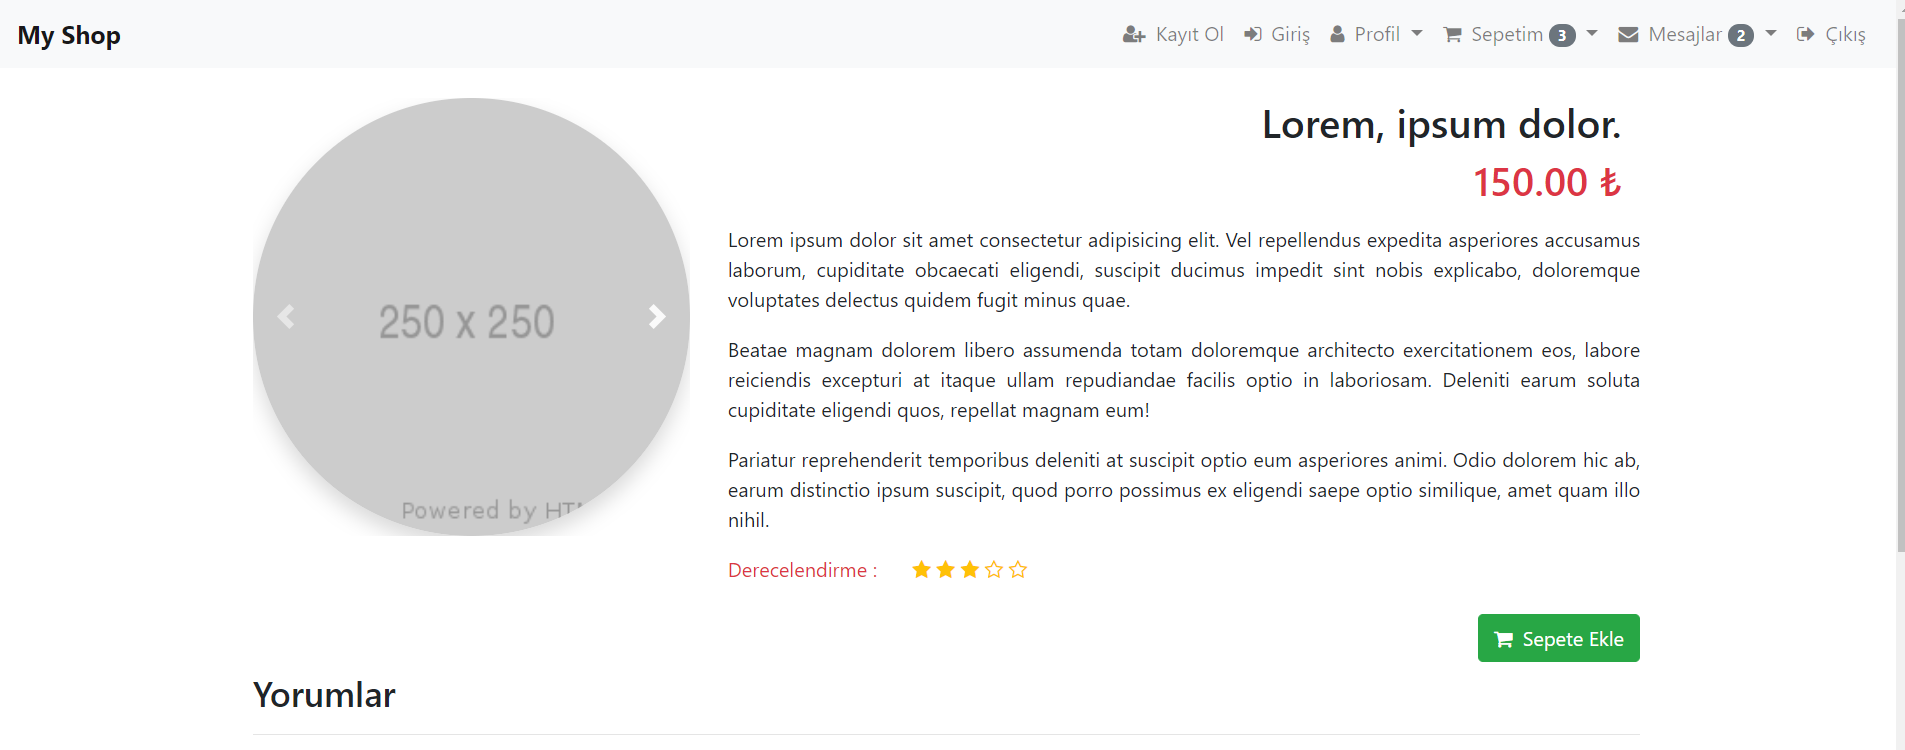 My Shop
Kayıt Ol Giriş Profil Sepetim 3 Mesajlar 2 Çıkış
250 x 250
Powered by HT
Lorem, ipsum dolor.
150.00 ₺
Lorem ipsum dolor sit amet consectetur adipisicing elit. Vel repellendus expedita asperiores accusamus
laborum, cupiditate obcaecati eligendi, suscipit ducimus impedit sint nobis explicabo, doloremque
voluptates delectus quidem fugit minus quae.
Beatae magnam dolorem libero assumenda totam doloremque architecto exercitationem eos, labore
reiciendis excepturi at itaque ullam repudiandae facilis optio in laboriosam. Deleniti earum soluta
cupiditate eligendi quos, repellat magnam eum!
Pariatur reprehenderit temporibus deleniti at suscipit optio eum asperiores animi. Odio dolorem hic ab,
earum distinctio ipsum suscipit, quod porro possimus ex eligendi saepe optio similique, amet quam illo
nihil.
Derecelendirme :
Sepete Ekle
Yorumlar